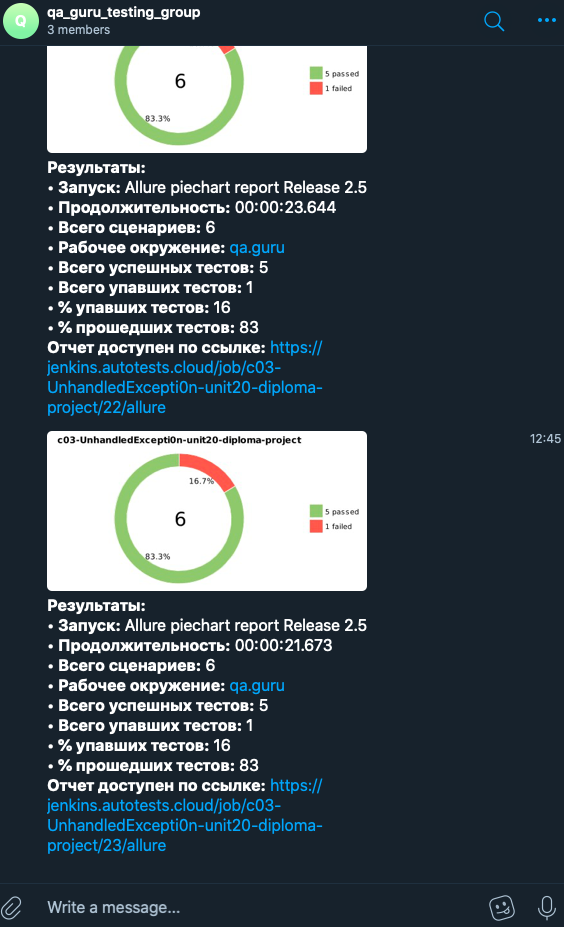 qa_guru_testing_group
Q
3 members
6
5 passed
1 failed
83.3%
Результаты:
• Запуск: Allure piechart report Release 2.5
• Продолжительность: 00:00:23.644
• Всего сценариев: 6
• Рабочее окружение: qa.guru
• Всего успешных тестов: 5
• Всего упавших тестов: 1
• % упавших тестов: 16
• % прошедших тестов: 83
Отчет доступен по ссылке: https://
jenkins.autotests.cloud/job/c03-
UnhandledExcepti0n-unit20-diploma-
project/22/allure
12:45
c03-UnhandledExcepti0n-unit20-diploma-project
16.7%
6
5 passed
1 failed
83.3%
Результаты:
• Запуск: Allure piechart report Release 2.5
• Продолжительность: 00:00:21.673
• Всего сценариев: 6
• Рабочее окружение: qa.guru
• Всего успешных тестов: 5
• Всего упавших тестов: 1
• % упавших тестов: 16
• % прошедших тестов: 83
Отчет доступен по ссылке: https://
jenkins.autotests.cloud/job/c03-
UnhandledExcepti0n-unit20-diploma-
project/23/allure
Write a message...